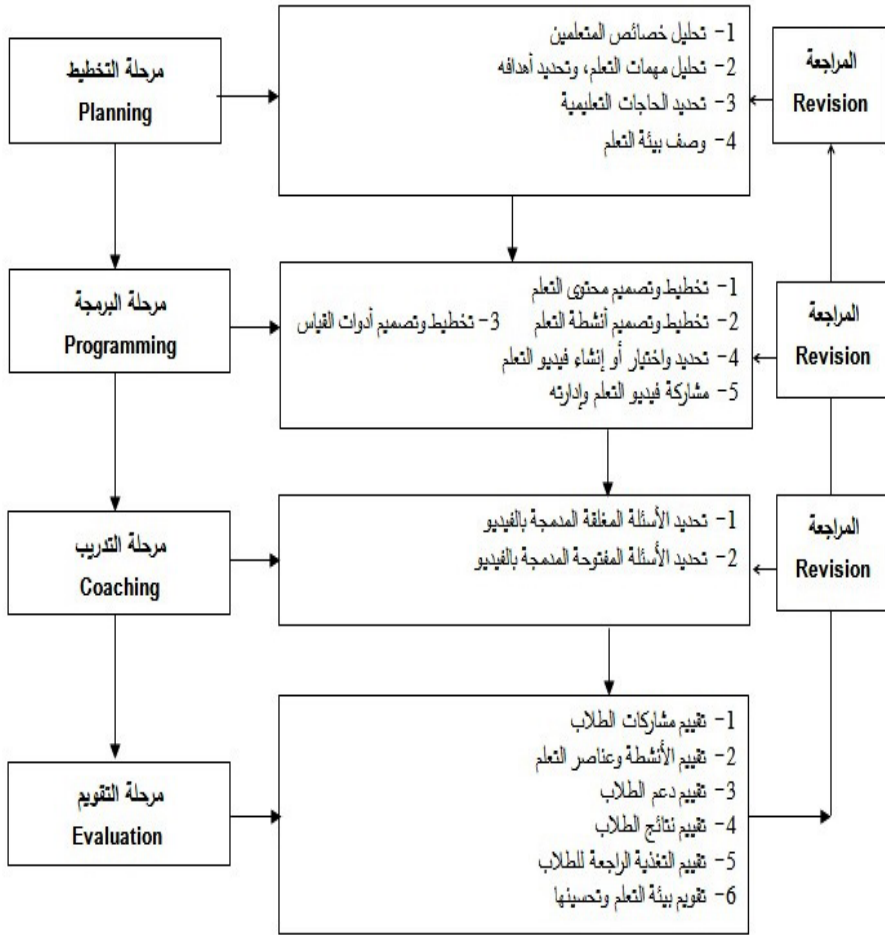 مرحلة التخطيط
Planning
1- تحليل خصائص المتعلمين
2- تحليل مهمات التعلم، وتحديد أهدافه
3- تحديد الحاجات التعليمية
4- وصف بيئة التعلم
المراجعة
Revision
مرحلة البرمجة
Programming
1- تخطيط وتصميم محتوى التعلم
2- تخطيط وتصميم أنشطة التعلم 3- تخطيط وتصميم أدوات القياس
4- تحديد واختيار أو إنشاء فيديو التعلم
5- مشاركة فيديو التعلم وإدارته
المراجعة
Revision
مرحلة التدريب
Coaching
1- تحديد الأسئلة المغلقة المدمجة بالفيديو
2- تحديد الأسئلة المفتوحة المدمجة بالفيديو
المراجعة
Revision
مرحلة التقويم
Evaluation
1- تقييم مشاركات الطلاب
2- تقييم الأنشطة وعناصر التعلم
3- تقييم دعم الطلاب
4- تقييم نتائج الطلاب
5- تقييم التغذية الراجعة للطلاب
6- تقويم بيئة التعلم وتحسينها